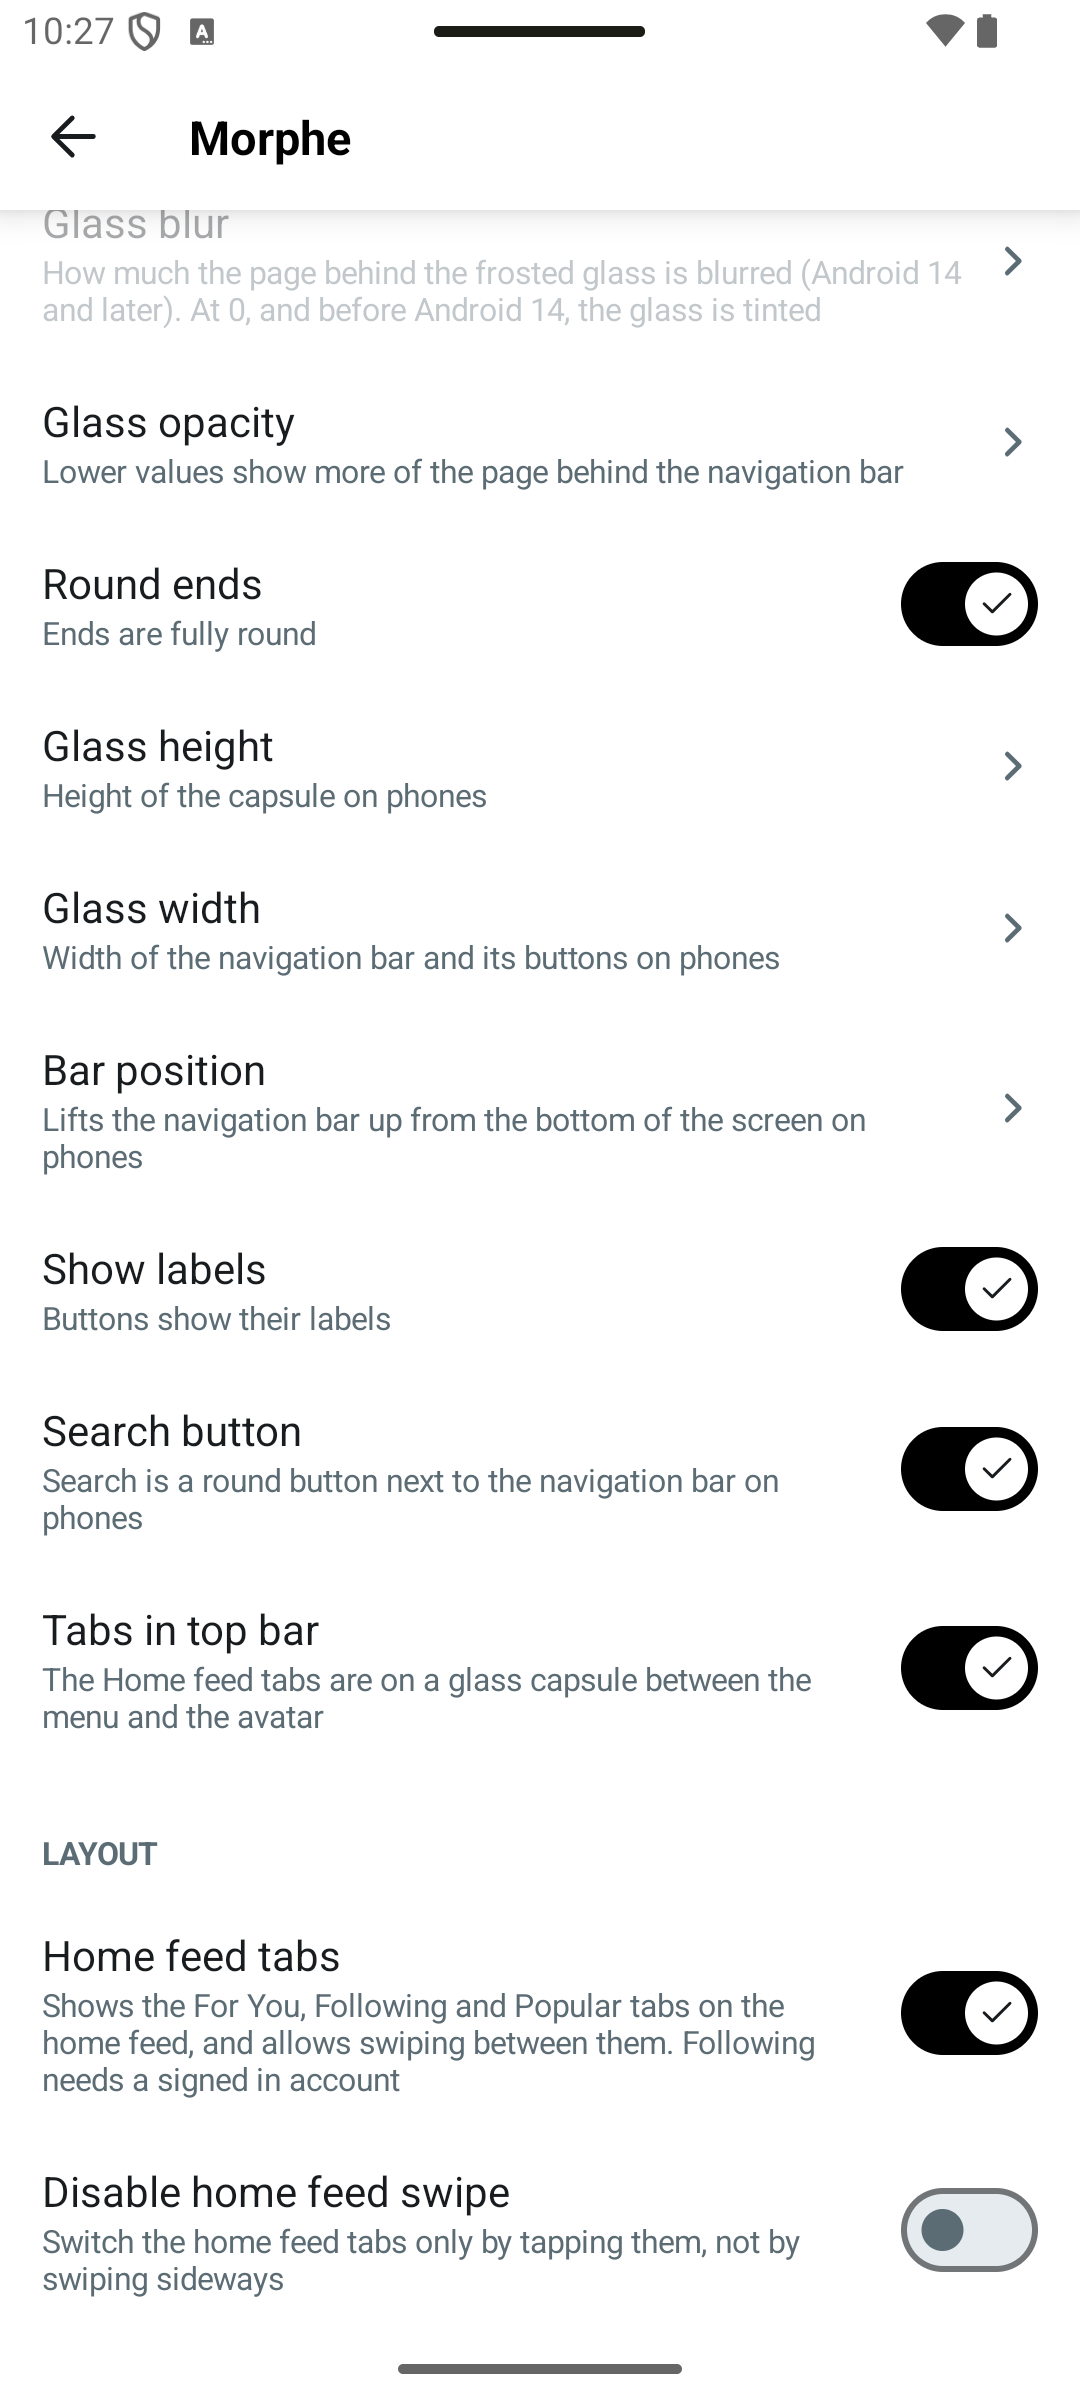 10:27
Morphe
Glass blur
How much the page behind the frosted glass is blurred (Android 14
and later). At 0, and before Android 14, the glass is tinted
Glass opacity
Lower values show more of the page behind the navigation bar
Round ends
Ends are fully round
Glass height
Height of the capsule on phones
Glass width
Width of the navigation bar and its buttons on phones
Bar position
Lifts the navigation bar up from the bottom of the screen on
phones
Show labels
Buttons show their labels
Search button
Search is a round button next to the navigation bar on
phones
Tabs in top bar
The Home feed tabs are on a glass capsule between the
menu and the avatar
LAYOUT
Home feed tabs
Shows the For You, Following and Popular tabs on the
home feed, and allows swiping between them. Following
needs a signed in account
Disable home feed swipe
Switch the home feed tabs only by tapping them, not by
swiping sideways